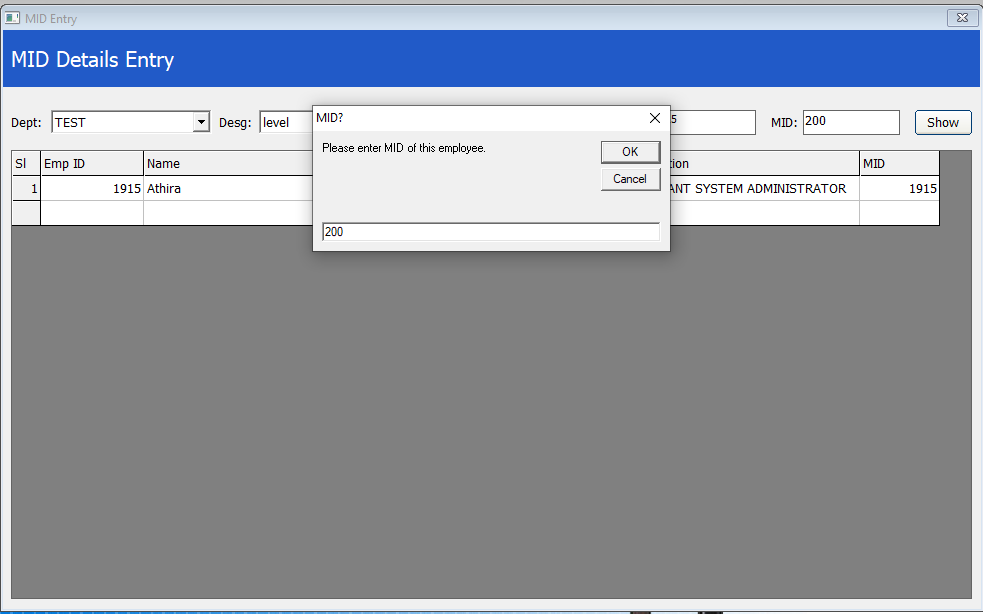 MID Entry
MID Details Entry
Dept: TEST Desg: level 5 MID: 200 Show
MID?
Please enter MID of this employee.
OK
Cancel
200
Sl Emp ID Name tion MID
1 1915 Athira ANT SYSTEM ADMINISTRATOR 1915